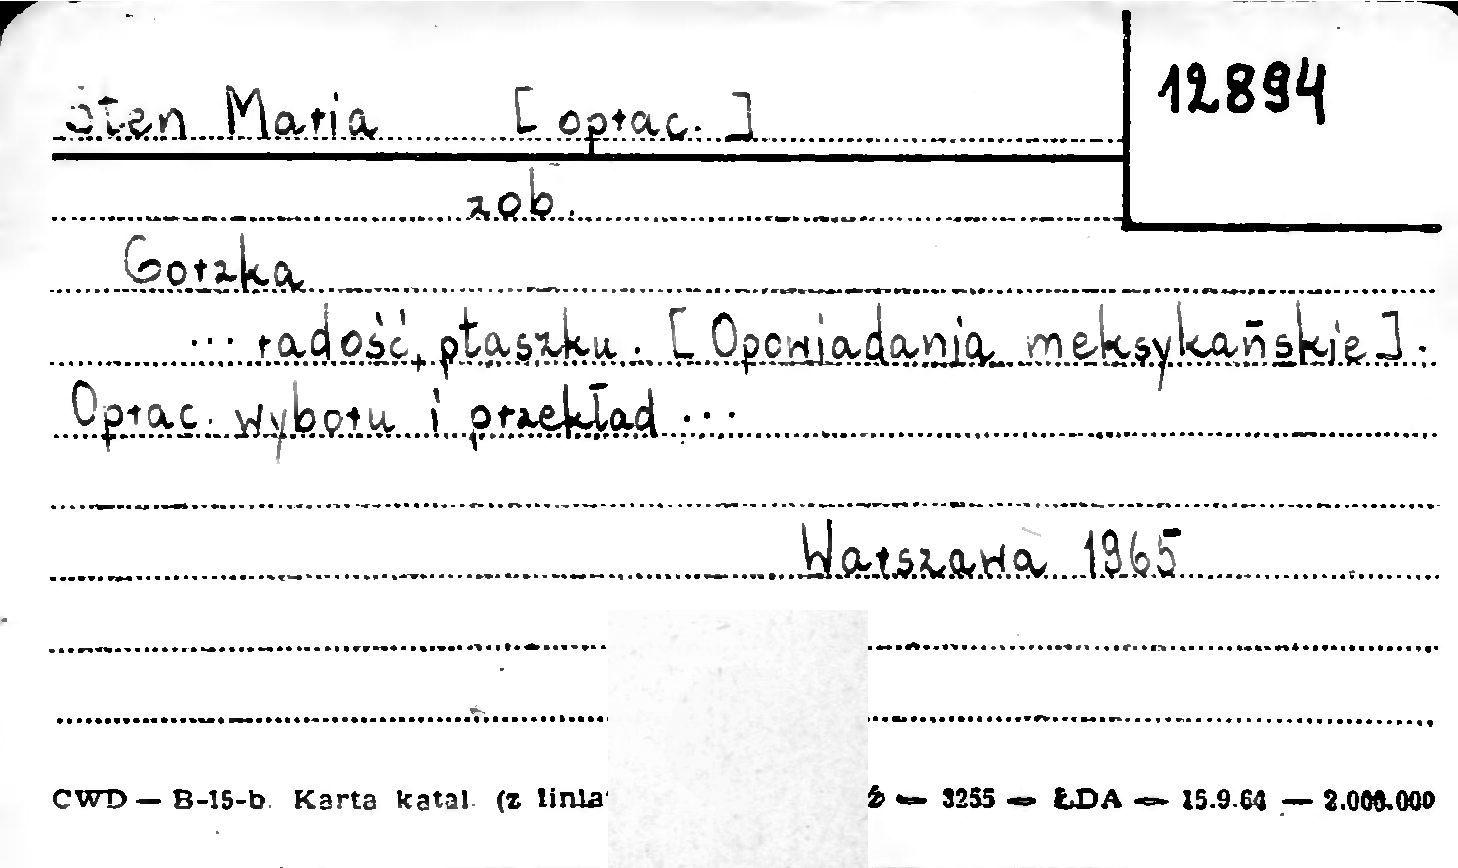 12894
Sten Maria [oprac.]
zob.
Gorzka
... radość, ptaszku. [Opowiadania meksykańskie].
Oprac. wyboru i przekład ...
Warszawa 1965
CWD — B-15-b. Karta katal. (z linia — 3255 — ŁDA — 15.9.64 — 2.000.000